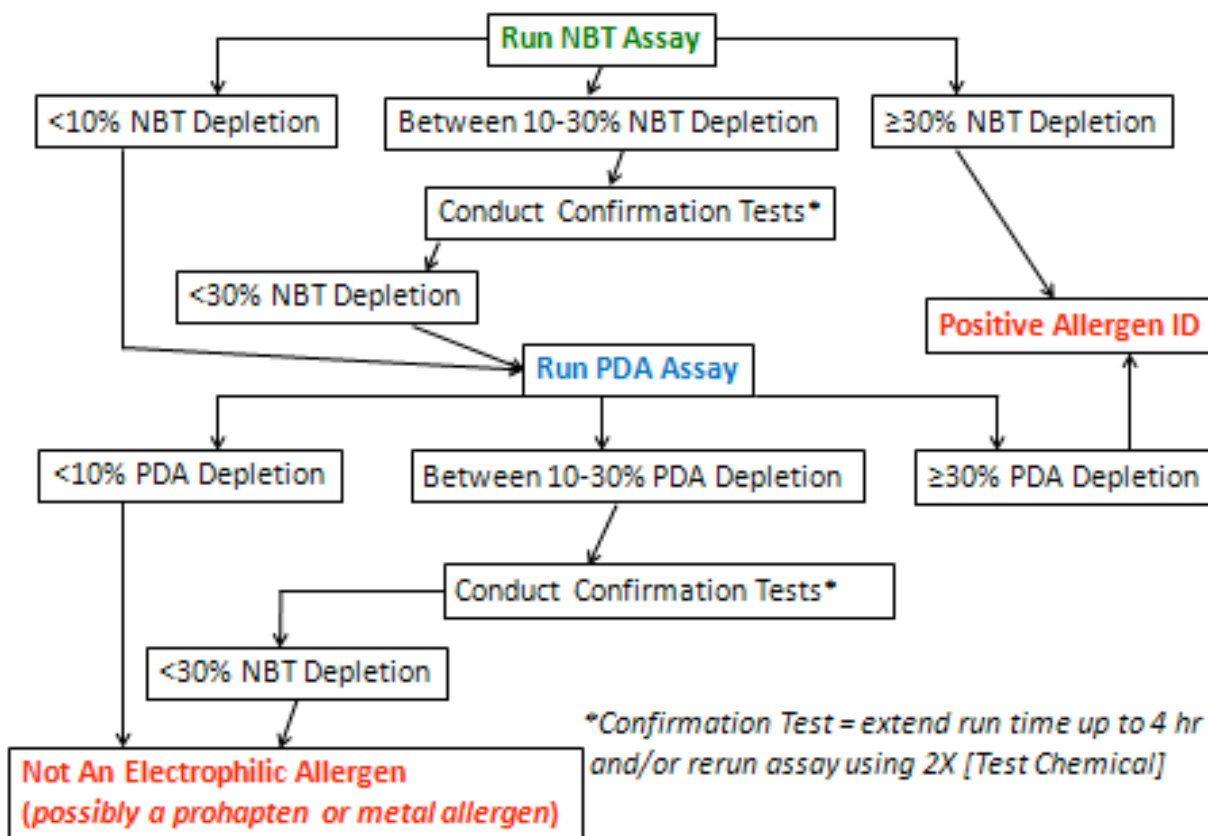 Run NBT Assay
<10% NBT Depletion
Between 10-30% NBT Depletion
≥30% NBT Depletion
Conduct Confirmation Tests*
<30% NBT Depletion
Positive Allergen ID
Run PDA Assay
<10% PDA Depletion
Between 10-30% PDA Depletion
≥30% PDA Depletion
Conduct Confirmation Tests*
<30% NBT Depletion
*Confirmation Test = extend run time up to 4 hr
and/or rerun assay using 2X [Test Chemical]
Not An Electrophilic Allergen
(possibly a prohapten or metal allergen)